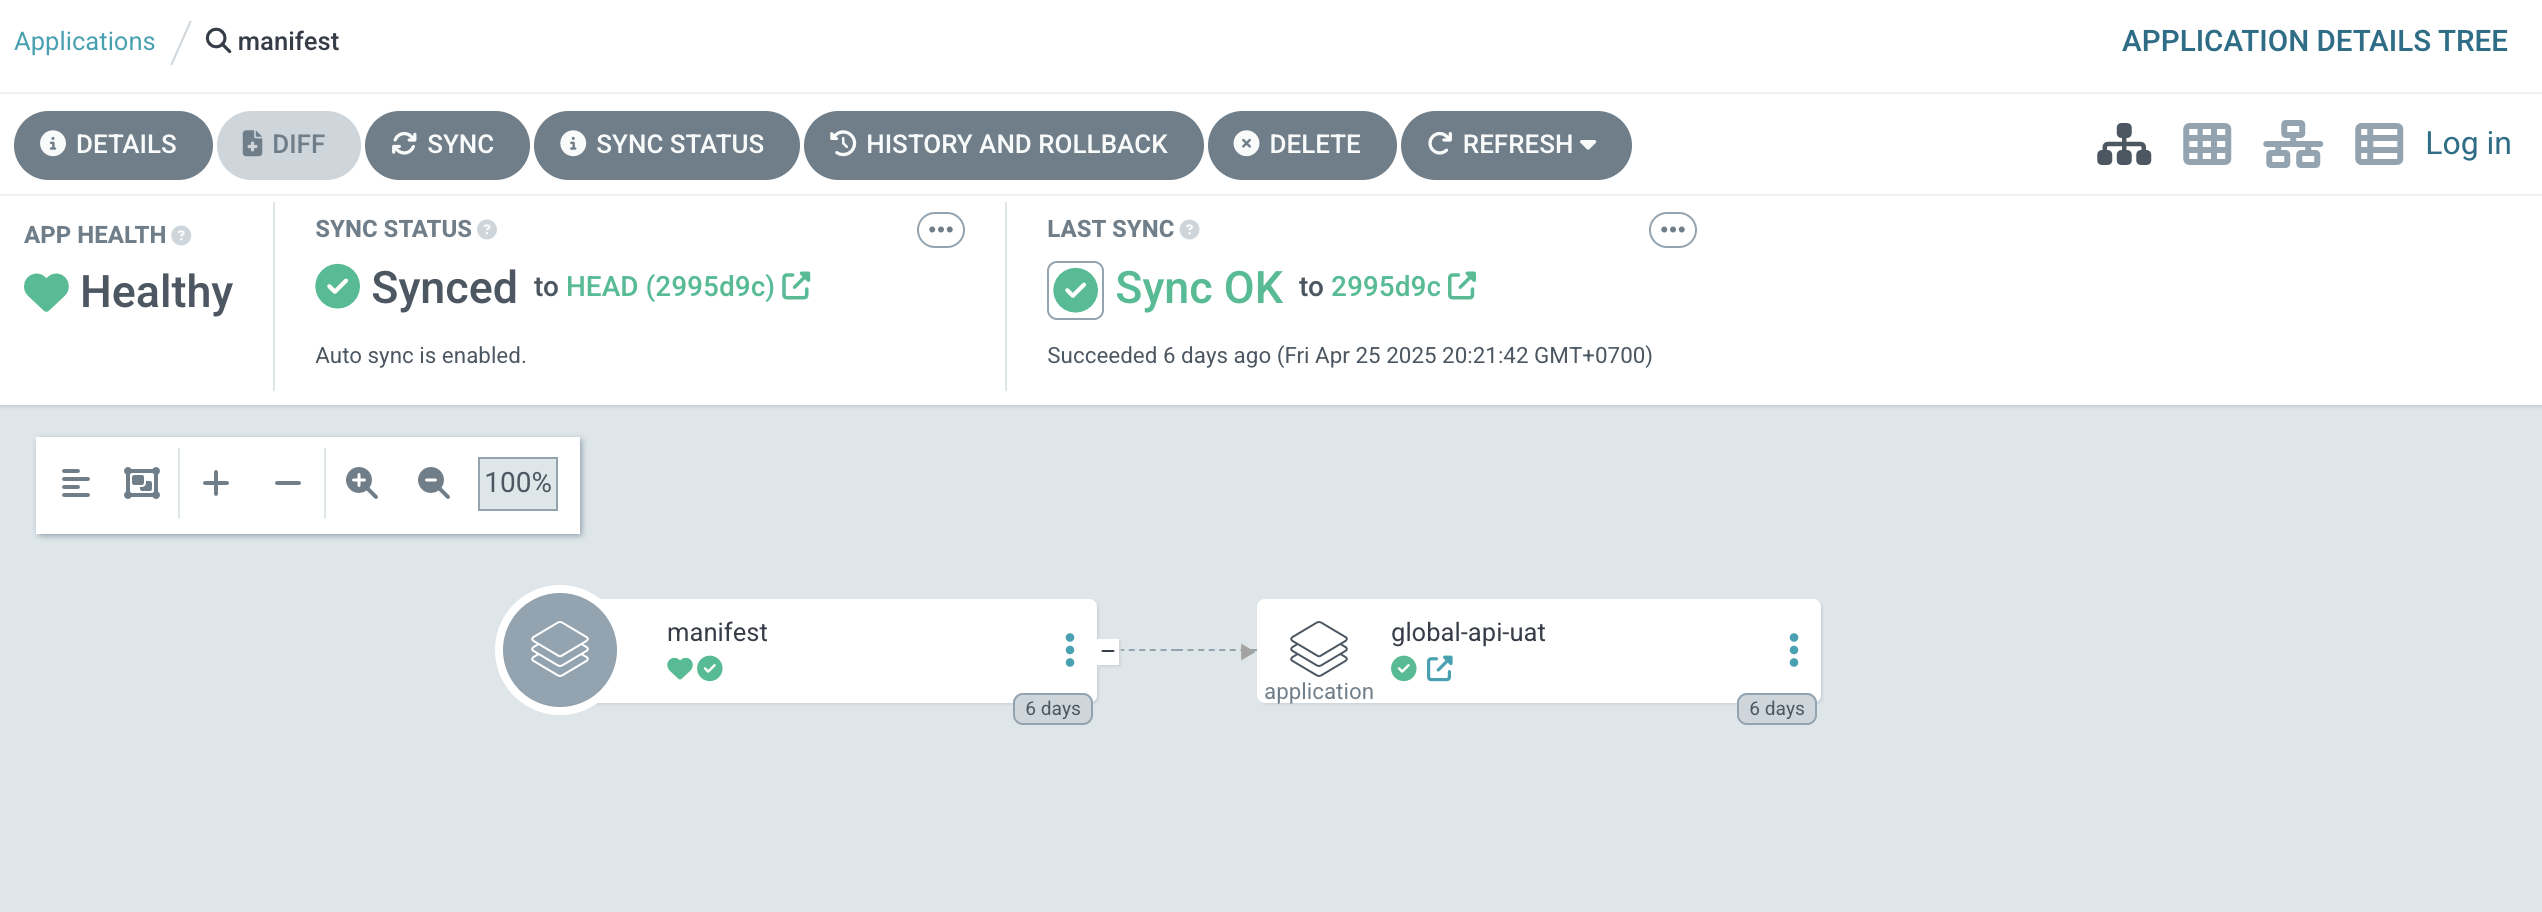 Applications / manifest
APPLICATION DETAILS TREE
DETAILS
DIFF
SYNC
SYNC STATUS
HISTORY AND ROLLBACK
DELETE
REFRESH
Log in
APP HEALTH
Healthy
SYNC STATUS
Synced to HEAD (2995d9c)
Auto sync is enabled.
LAST SYNC
Sync OK to 2995d9c
Succeeded 6 days ago (Fri Apr 25 2025 20:21:42 GMT+0700)
100%
manifest
6 days
global-api-uat
application
6 days